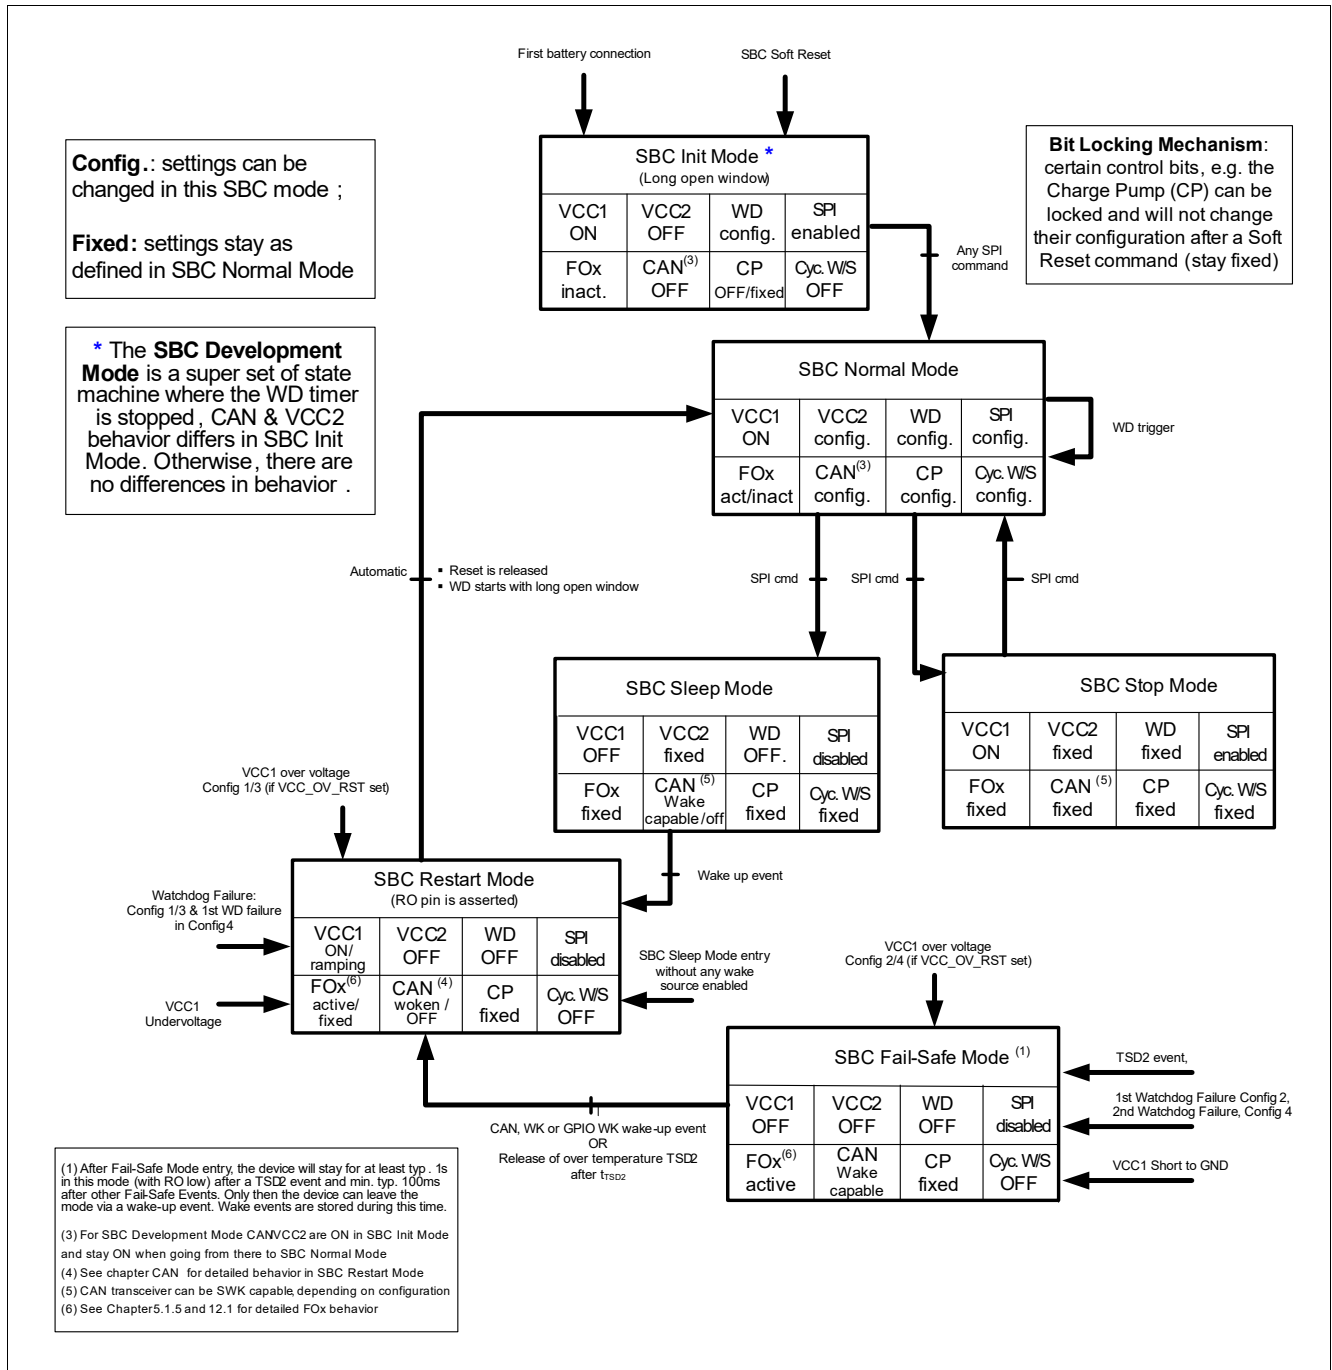 First battery connection
SBC Soft Reset
Config.: settings can be
changed in this SBC mode ;
Fixed: settings stay as
defined in SBC Normal Mode
* The SBC Development
Mode is a super set of state
machine where the WD timer
is stopped , CAN & VCC2
behavior differs in SBC Init
Mode. Otherwise, there are
no differences in behavior .
SBC Init Mode *
(Long open window)
VCC1
ON
VCC2
OFF
WD
config.
SPI
enabled
FOx
inact.
CAN(3)
OFF
CP
OFF/fixed
Cyc. W/S
OFF
Bit Locking Mechanism:
certain control bits, e.g. the
Charge Pump (CP) can be
locked and will not change
their configuration after a Soft
Reset command (stay fixed)
Any SPI
command
SBC Normal Mode
VCC1
ON
VCC2
config.
WD
config.
SPI
config.
FOx
act/inact
CAN(3)
config.
CP
config.
Cyc. W/S
config.
WD trigger
Automatic
▪ Reset is released
▪ WD starts with long open window
SPI cmd
SPI cmd
SPI cmd
SBC Sleep Mode
VCC1
OFF
VCC2
fixed
WD
OFF.
SPI
disabled
FOx
fixed
CAN (5)
Wake
capable/off
CP
fixed
Cyc. W/S
fixed
SBC Stop Mode
VCC1
ON
VCC2
fixed
WD
fixed
SPI
enabled
FOx
fixed
CAN (5)
fixed
CP
fixed
Cyc. W/S
fixed
VCC1 over voltage
Config 1/3 (if VCC_OV_RST set)
Wake up event
SBC Restart Mode
(RO pin is asserted)
VCC1
ON/
ramping
VCC2
OFF
WD
OFF
SPI
disabled
FOx(6)
active/
fixed
CAN (4)
woken /
OFF
CP
fixed
Cyc. W/S
OFF
Watchdog Failure:
Config 1/3 & 1st WD failure
in Config4
VCC1
Undervoltage
SBC Sleep Mode entry
without any wake
source enabled
VCC1 over voltage
Config 2/4 (if VCC_OV_RST set)
SBC Fail-Safe Mode (1)
VCC1
OFF
VCC2
OFF
WD
OFF
SPI
disabled
FOx(6)
active
CAN
Wake
capable
CP
fixed
Cyc. W/S
OFF
TSD2 event,
1st Watchdog Failure Config 2,
2nd Watchdog Failure, Config 4
VCC1 Short to GND
CAN, WK or GPIO WK wake-up event
OR
Release of over temperature TSD2
after tTSD2
(1) After Fail-Safe Mode entry, the device will stay for at least typ. 1s
in this mode (with RO low) after a TSD2 event and min. typ. 100ms
after other Fail-Safe Events. Only then the device can leave the
mode via a wake-up event. Wake events are stored during this time.
(3) For SBC Development Mode CAN/VCC2 are ON in SBC Init Mode
and stay ON when going from there to SBC Normal Mode
(4) See chapter CAN for detailed behavior in SBC Restart Mode
(5) CAN transceiver can be SWK capable, depending on configuration
(6) See Chapter 5.1.5 and 12.1 for detailed FOx behavior